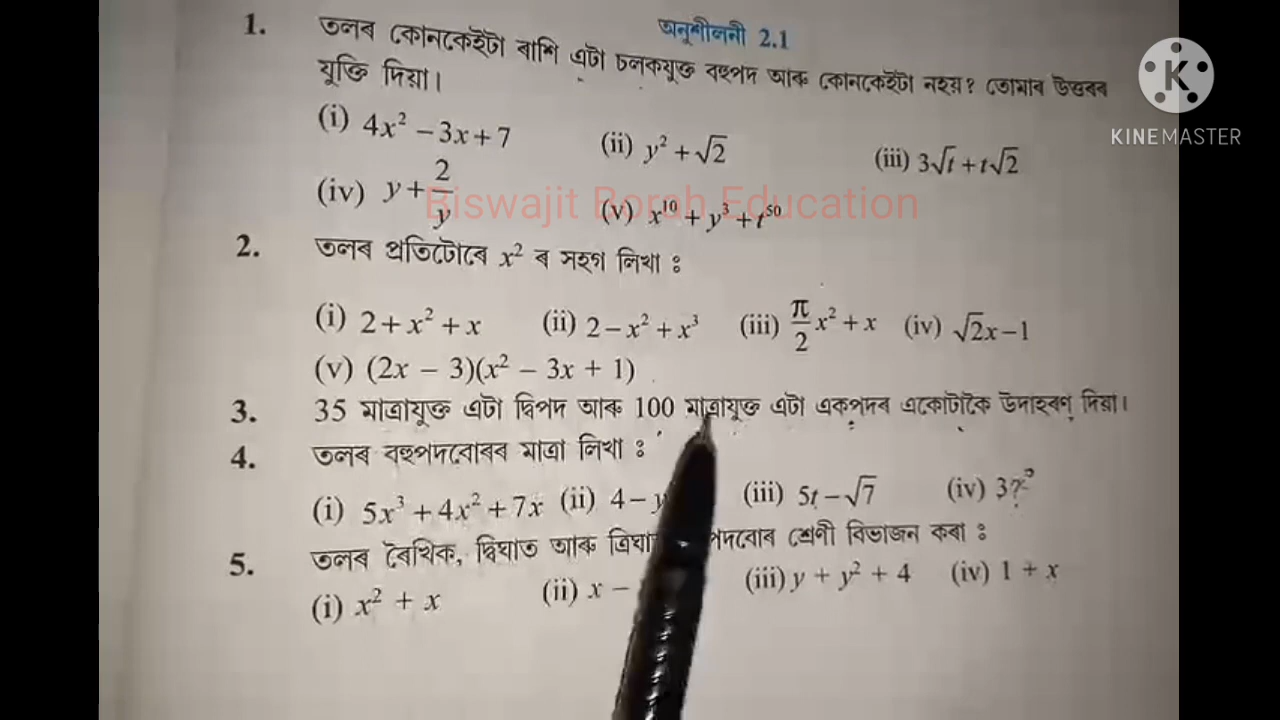 অনুশীলনী 2.1
1. তলৰ কোনকেইটা ৰাশি এটা চলকযুক্ত বহুপদ আৰু কোনকেইটা নহয়? তোমাৰ উত্তৰৰ
যুক্তি দিয়া।
(i) 4x² − 3x + 7 (ii) y² + √2 (iii) 3√t + t√2
(iv) y + 2/y (v) x¹⁰ + y³ + t⁵⁰
Biswajit Borah Education
KINEMASTER
2. তলৰ প্ৰতিটোৰে x² ৰ সহগ লিখা :
(i) 2 + x² + x (ii) 2 − x² + x³ (iii) π/2 x² + x (iv) √2x − 1
(v) (2x − 3)(x² − 3x + 1)
3. 35 মাত্ৰাযুক্ত এটা দ্বিপদ আৰু 100 মাত্ৰাযুক্ত এটা একপদৰ একোটাকৈ উদাহৰণ দিয়া।
4. তলৰ বহুপদবোৰৰ মাত্ৰা লিখা :
(i) 5x³ + 4x² + 7x (ii) 4 − y (iii) 5t − √7 (iv) 3
5. তলৰ ৰৈখিক, দ্বিঘাত আৰু ত্ৰিঘা পদবোৰ শ্ৰেণী বিভাজন কৰা :
(i) x² + x (ii) x − (iii) y + y² + 4 (iv) 1 + x